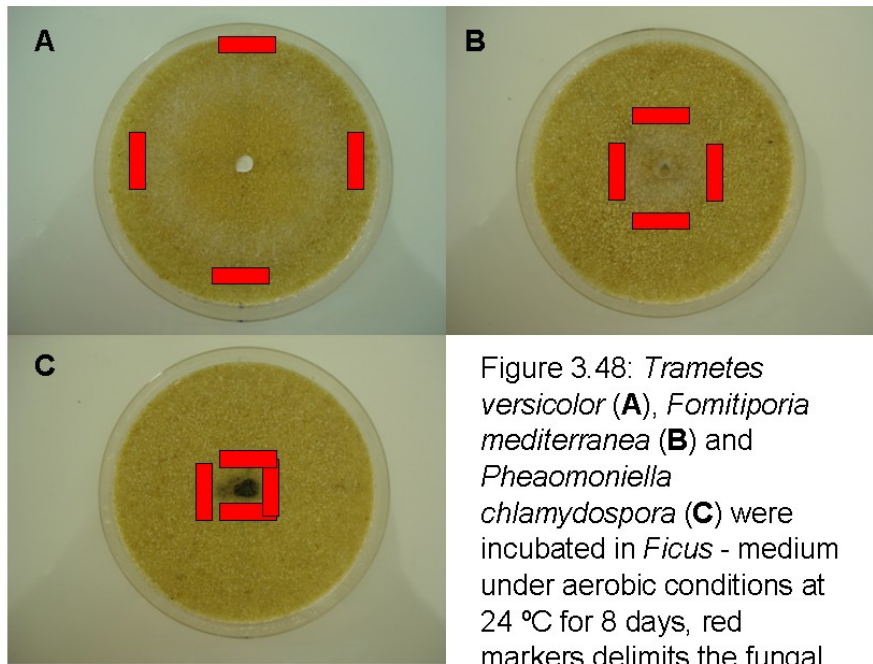 A
B
C
Figure 3.48: Trametes
versicolor (A), Fomitiporia
mediterranea (B) and
Pheaomoniella
chlamydospora (C) were
incubated in Ficus - medium
under aerobic conditions at
24 ºC for 8 days, red
markers delimits the fungal